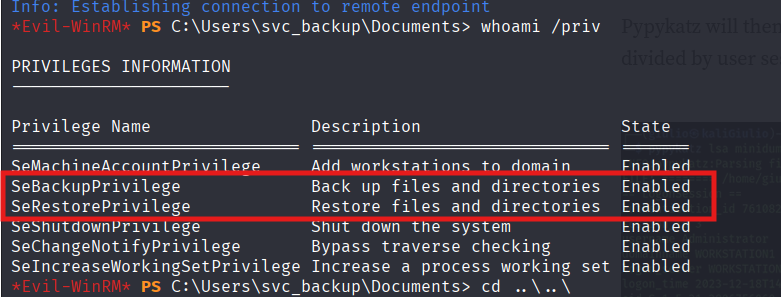 Info: Establishing connection to remote endpoint
*Evil-WinRM* PS C:\Users\svc_backup\Documents> whoami /priv
Pypykatz will then
divided by user se
PRIVILEGES INFORMATION
----------------------
Privilege Name Description State
============================= ============================== =======
SeMachineAccountPrivilege Add workstations to domain Enabled
SeBackupPrivilege Back up files and directories Enabled
SeRestorePrivilege Restore files and directories Enabled
SeShutdownPrivilege Shut down the system Enabled
SeChangeNotifyPrivilege Bypass traverse checking Enabled
SeIncreaseWorkingSetPrivilege Increase a process working set Enabled
*Evil-WinRM* PS C:\Users\svc_backup\Documents> cd ..\..\